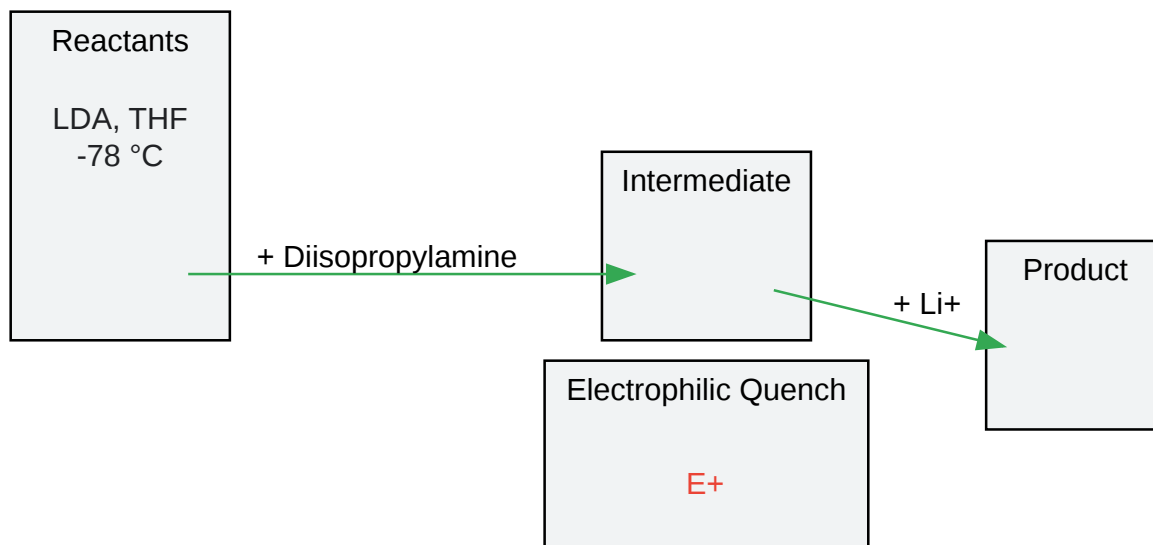 Reactants
LDA, THF
-78 °C
+ Diisopropylamine
Intermediate
+ Li+
Product
Electrophilic Quench
E+